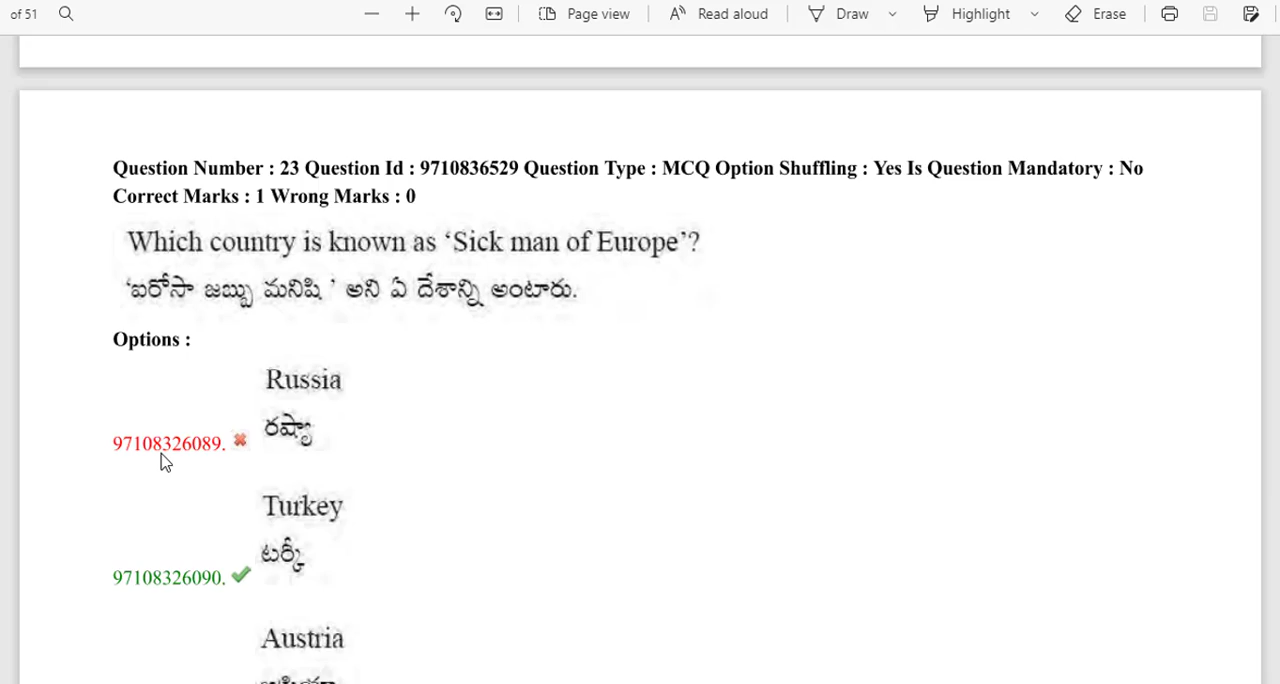 of 51
Page view
Read aloud
Draw
Highlight
Erase
Question Number : 23 Question Id : 9710836529 Question Type : MCQ Option Shuffling : Yes Is Question Mandatory : No
Correct Marks : 1 Wrong Marks : 0
Which country is known as ‘Sick man of Europe’?
‘ఐరోసా జబ్బు మనిషి ’ అని ఏ దేశాన్ని అంటారు.
Options :
Russia
రష్యా
97108326089.
Turkey
టర్కీ
97108326090.
Austria